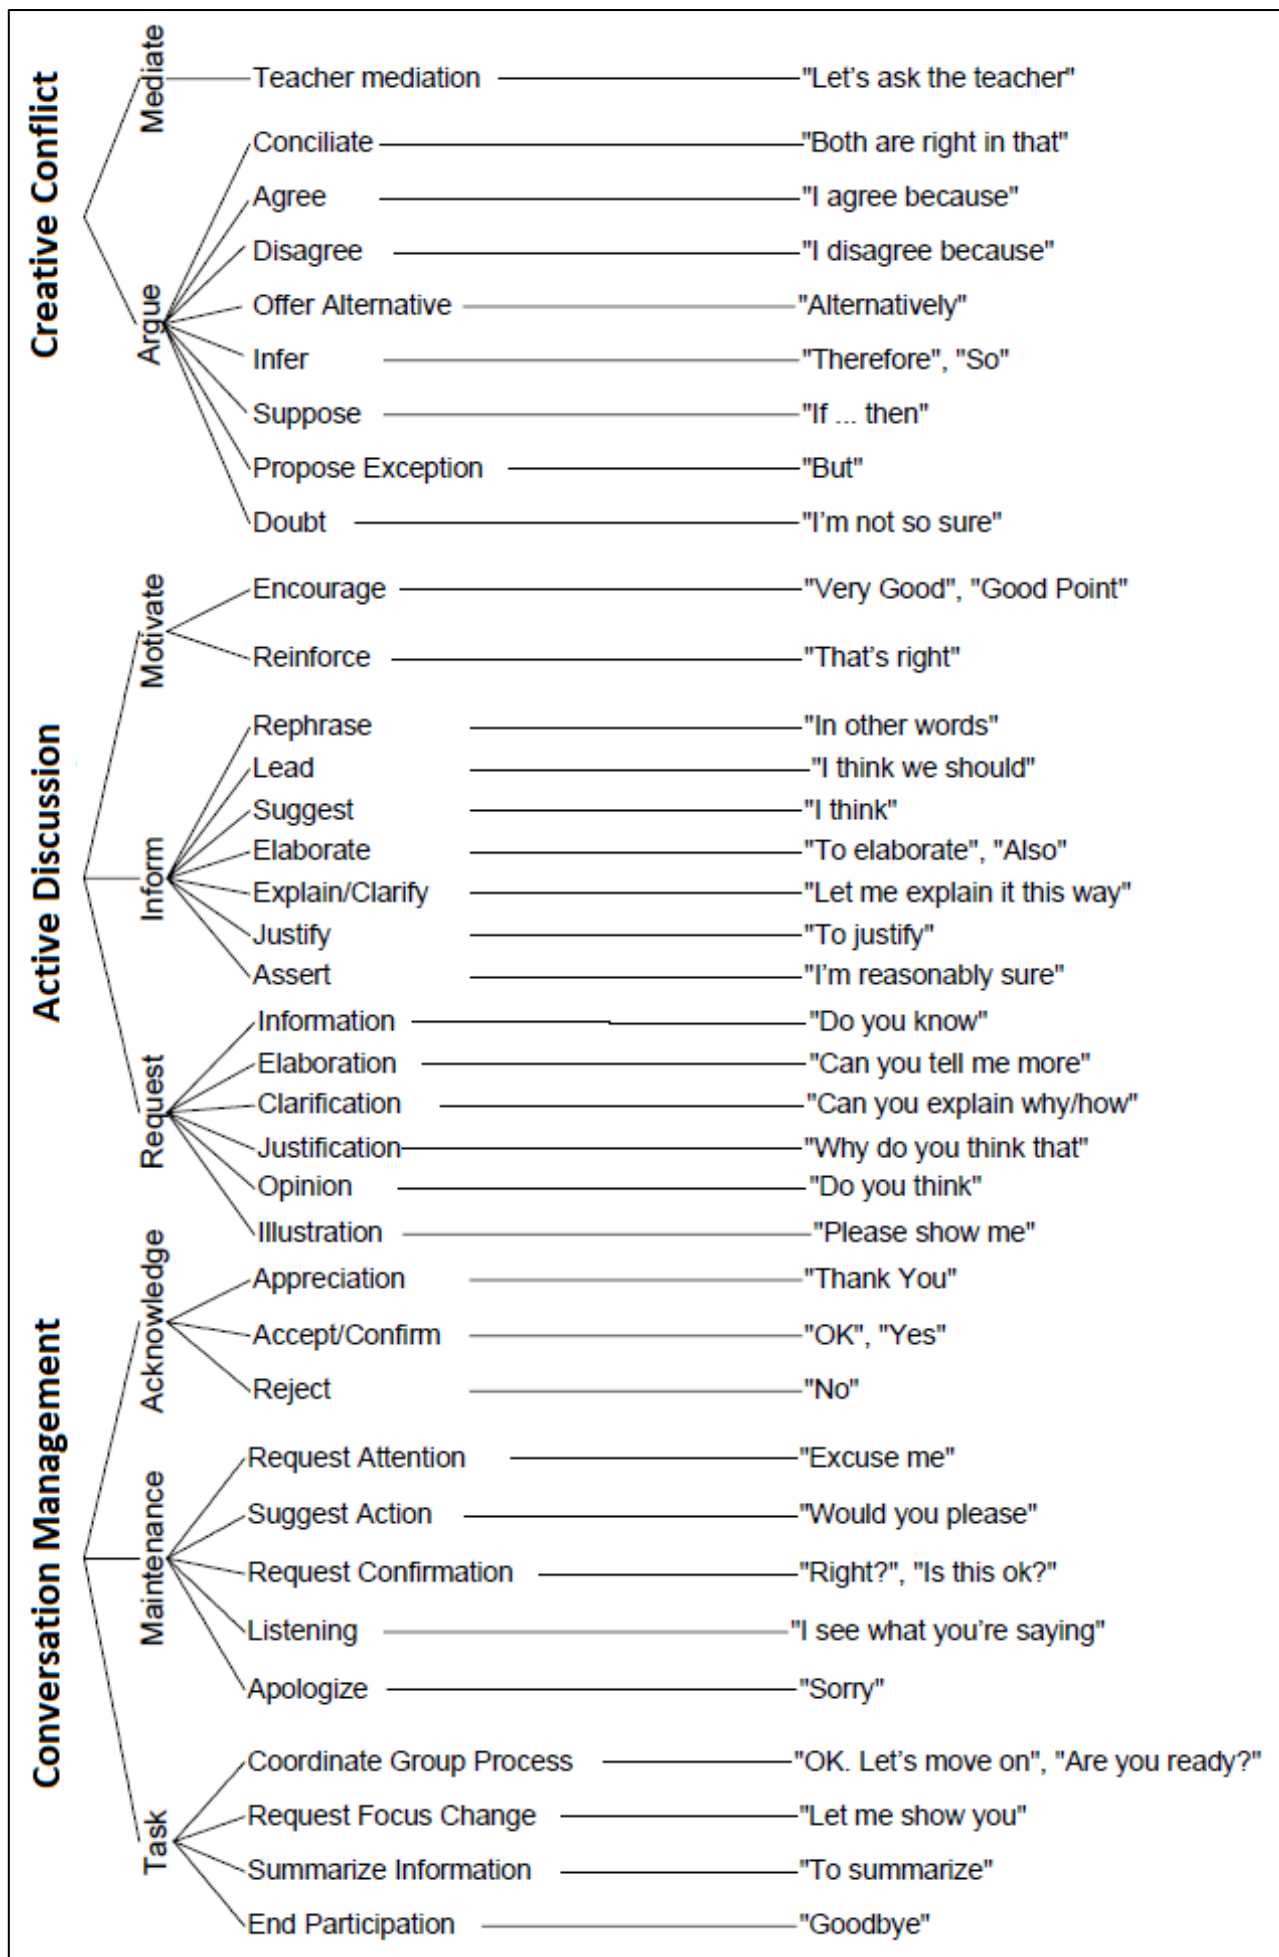 Creative Conflict
Mediate
Teacher mediation "Let's ask the teacher"
Argue
Conciliate "Both are right in that"
Agree "I agree because"
Disagree "I disagree because"
Offer Alternative "Alternatively"
Infer "Therefore", "So"
Suppose "If ... then"
Propose Exception "But"
Doubt "I'm not so sure"
Active Discussion
Motivate
Encourage "Very Good", "Good Point"
Reinforce "That's right"
Inform
Rephrase "In other words"
Lead "I think we should"
Suggest "I think"
Elaborate "To elaborate", "Also"
Explain/Clarify "Let me explain it this way"
Justify "To justify"
Assert "I'm reasonably sure"
Request
Information "Do you know"
Elaboration "Can you tell me more"
Clarification "Can you explain why/how"
Justification "Why do you think that"
Opinion "Do you think"
Illustration "Please show me"
Conversation Management
Acknowledge
Appreciation "Thank You"
Accept/Confirm "OK", "Yes"
Reject "No"
Maintenance
Request Attention "Excuse me"
Suggest Action "Would you please"
Request Confirmation "Right?", "Is this ok?"
Listening "I see what you're saying"
Apologize "Sorry"
Task
Coordinate Group Process "OK. Let's move on", "Are you ready?"
Request Focus Change "Let me show you"
Summarize Information "To summarize"
End Participation "Goodbye"